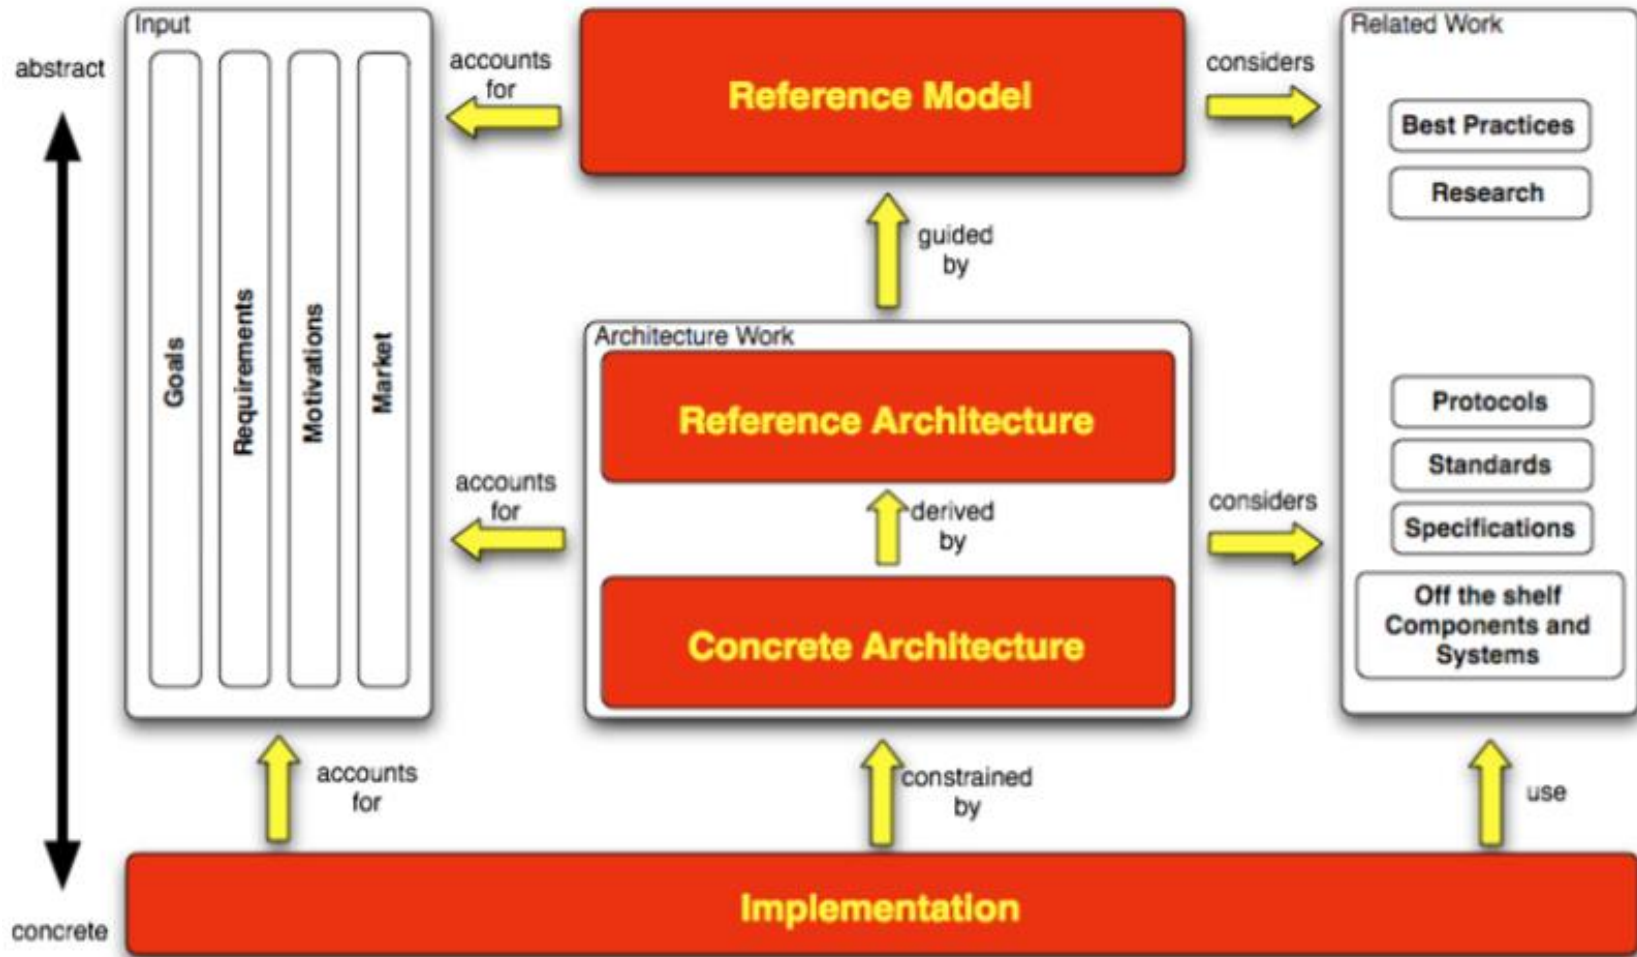 Input
Related Work
abstract
accounts
for
Reference Model
considers
Best Practices
Research
guided
by
Goals
Requirements
Motivations
Market
Architecture Work
Reference Architecture
Protocols
Standards
Specifications
accounts
for
derived
by
considers
Concrete Architecture
Off the shelf
Components and
Systems
accounts
for
constrained
by
use
Implementation
concrete